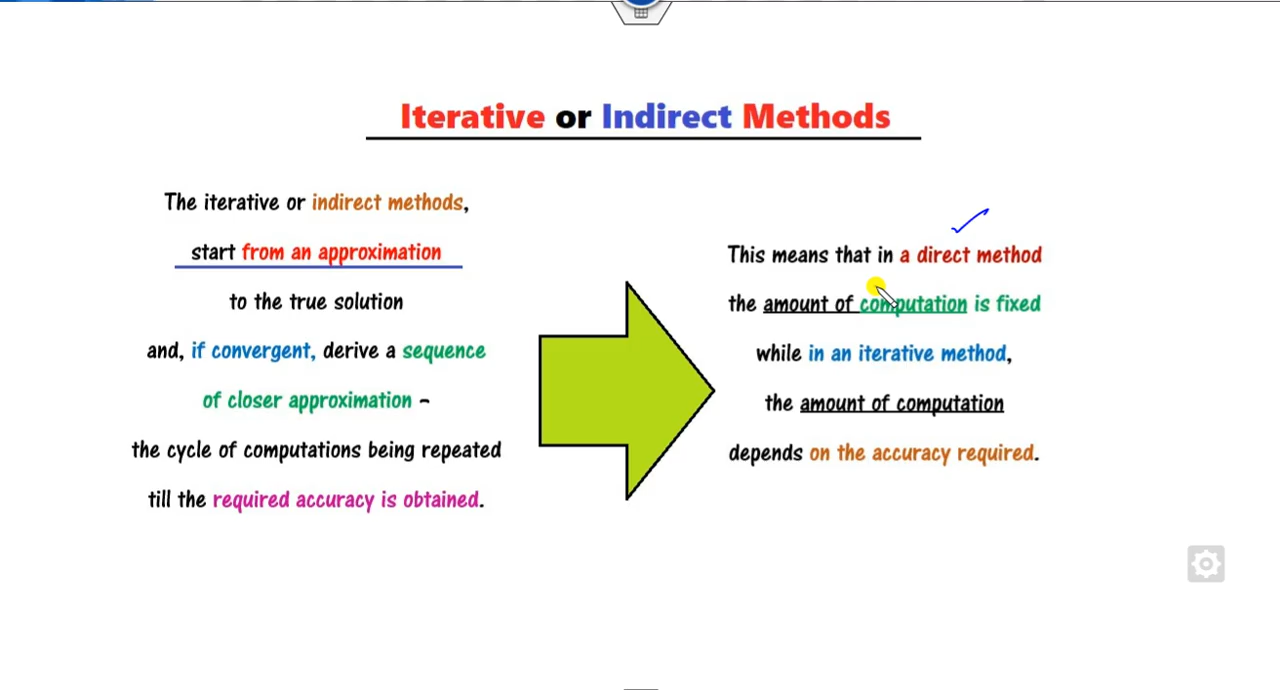 Iterative or Indirect Methods
The iterative or indirect methods,
start from an approximation
to the true solution
and, if convergent, derive a sequence
of closer approximation -
the cycle of computations being repeated
till the required accuracy is obtained.
This means that in a direct method
the amount of computation is fixed
while in an iterative method,
the amount of computation
depends on the accuracy required.